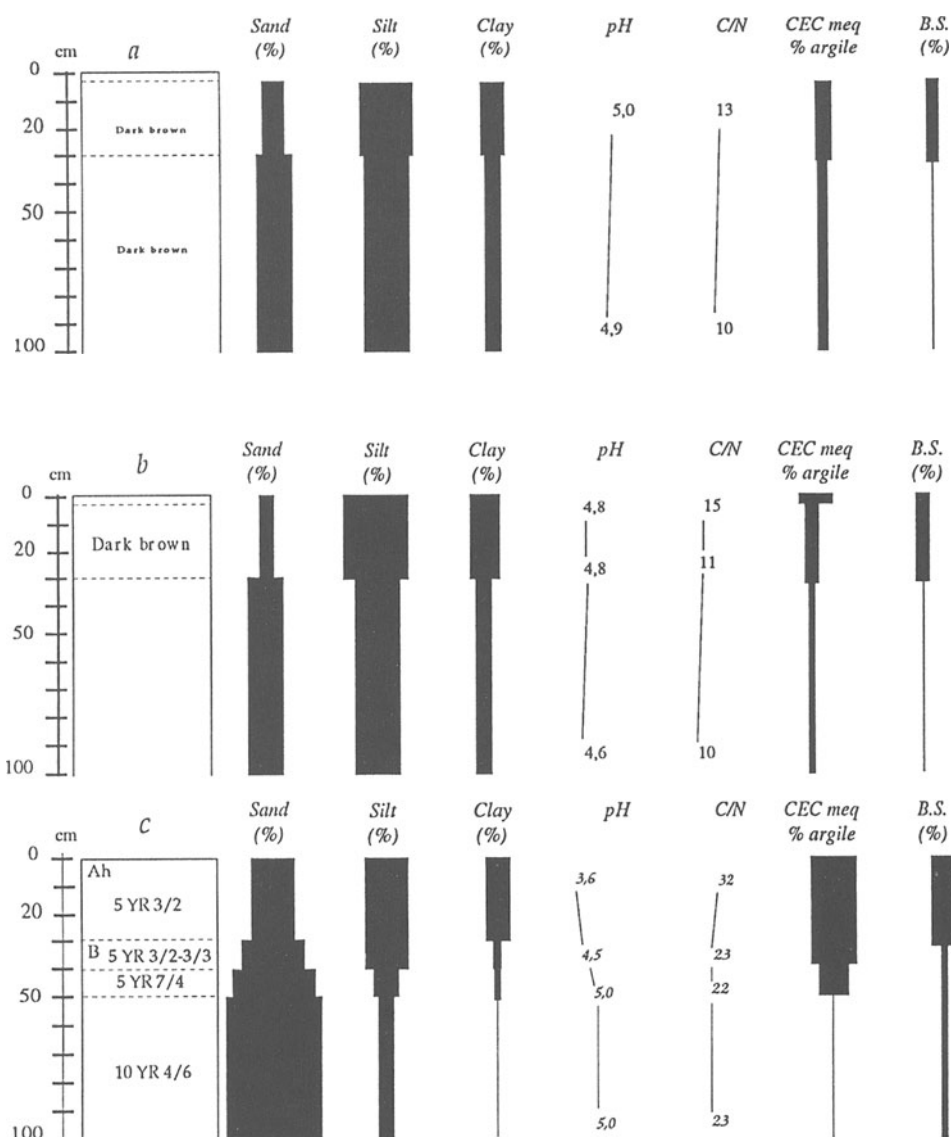 a Sand Silt Clay pH C/N CEC meq B.S.
cm (%) (%) (%) % argile (%)
0
5,0 13
20 Dark brown
50
Dark brown
4,9 10
100
b Sand Silt Clay pH C/N CEC meq B.S.
cm (%) (%) (%) % argile (%)
0
4,8 15
Dark brown
20 4,8 11
50
4,6 10
100
c Sand Silt Clay pH C/N CEC meq B.S.
cm (%) (%) (%) % argile (%)
0
Ah
3,6 32
5 YR 3/2
20
B 5 YR 3/2-3/3 4,5 23
5 YR 7/4
50 5,0 22
10 YR 4/6
5,0 23
100